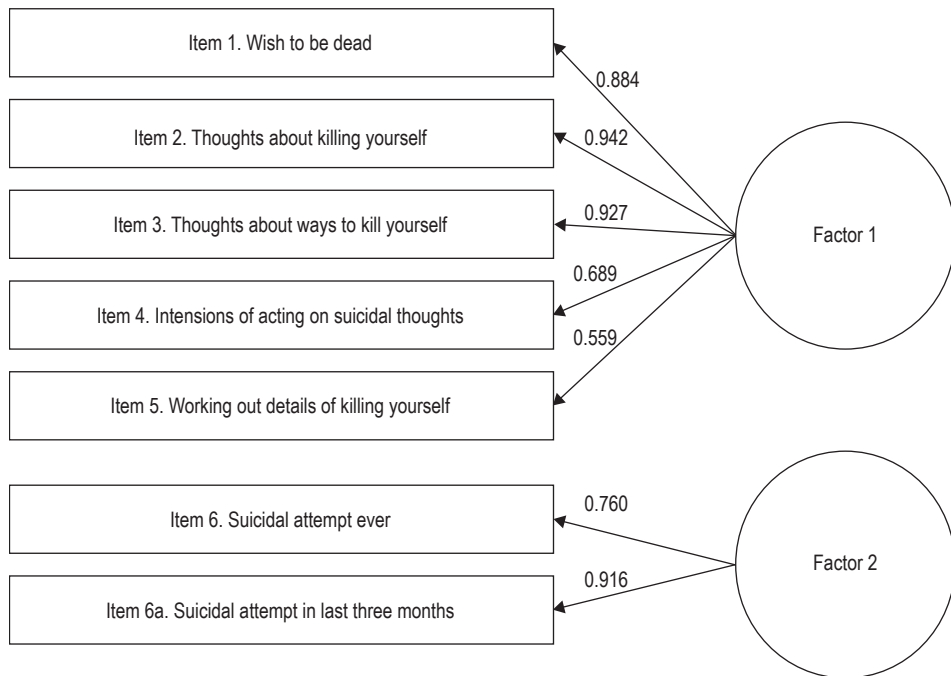 Item 1. Wish to be dead
0.884
Item 2. Thoughts about killing yourself
0.942
Item 3. Thoughts about ways to kill yourself
0.927
Factor 1
Item 4. Intensions of acting on suicidal thoughts
0.689
Item 5. Working out details of killing yourself
0.559
Item 6. Suicidal attempt ever
0.760
Factor 2
Item 6a. Suicidal attempt in last three months
0.916